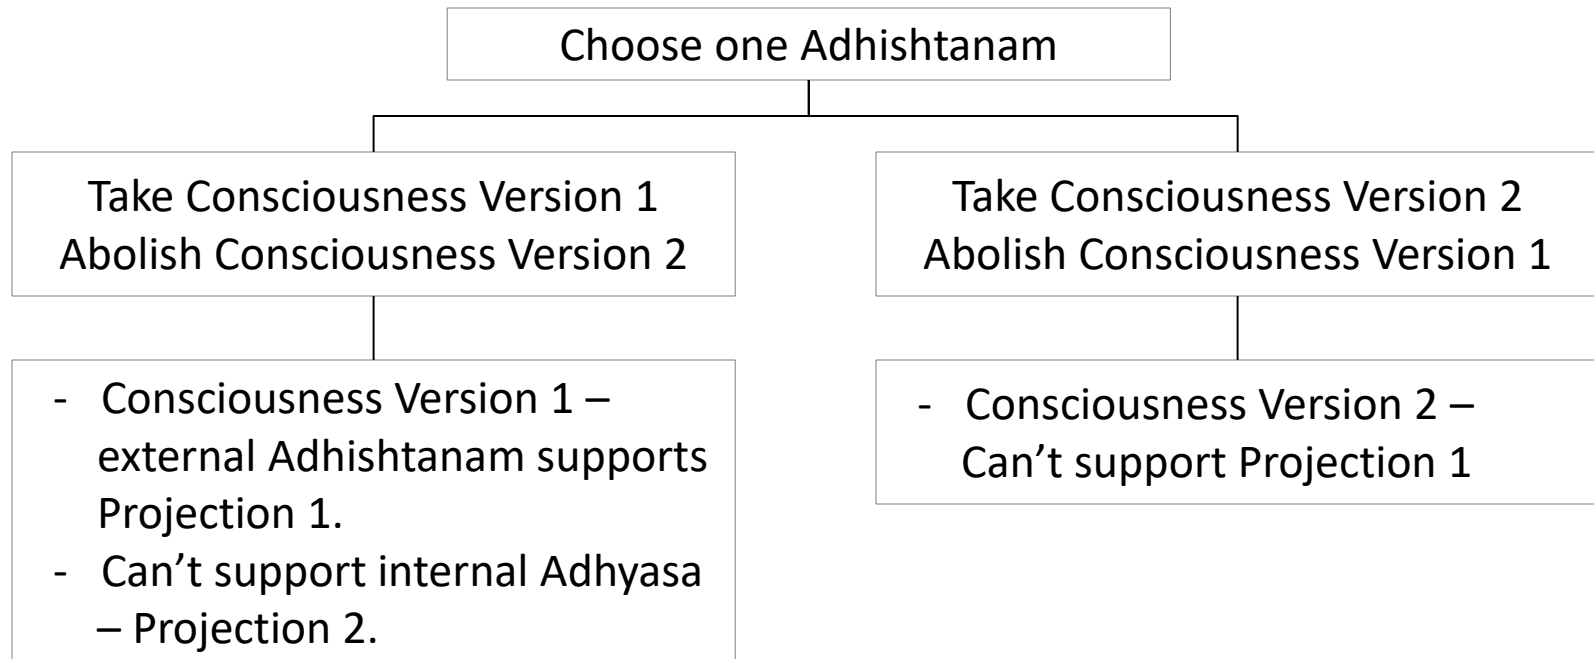 Choose one Adhishtanam
Take Consciousness Version 1
Abolish Consciousness Version 2
Take Consciousness Version 2
Abolish Consciousness Version 1
- Consciousness Version 1 –
external Adhishtanam supports
Projection 1.
- Can’t support internal Adhyasa
– Projection 2.
- Consciousness Version 2 –
Can’t support Projection 1